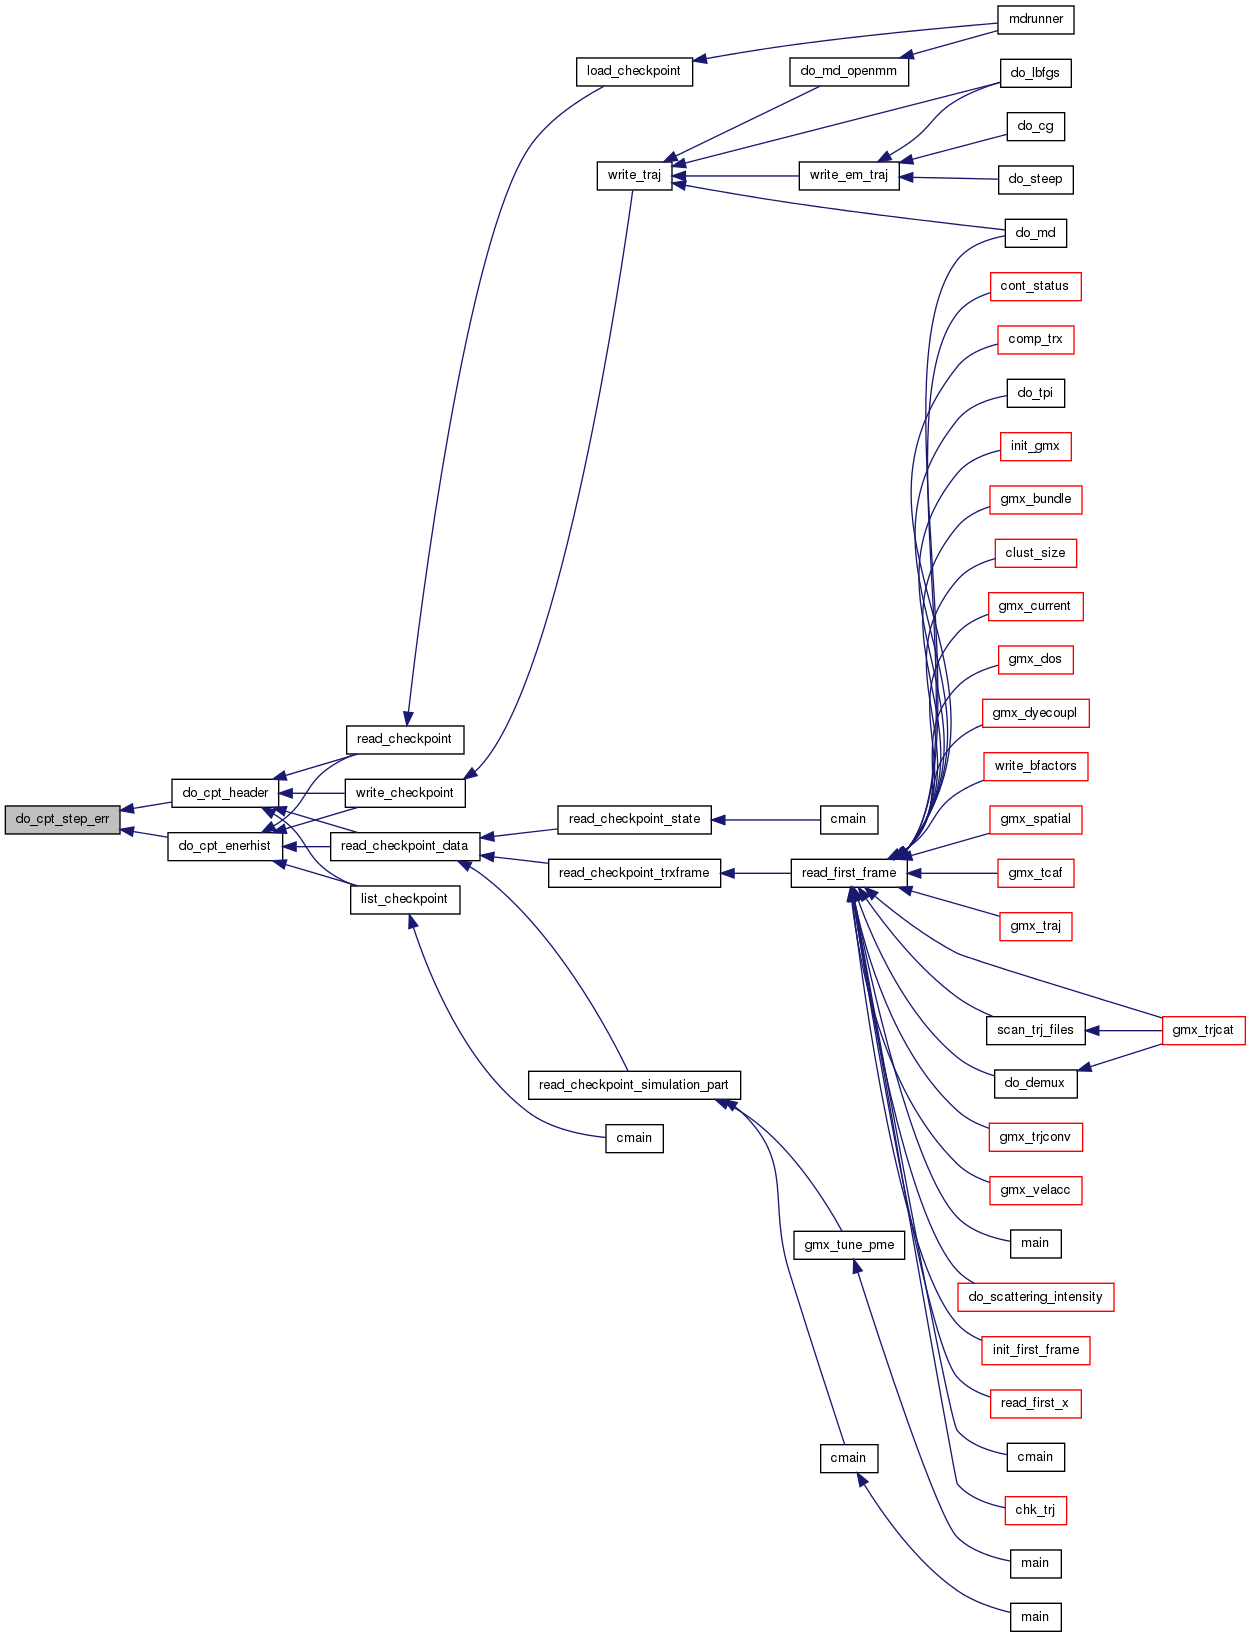 mdrunner
load_checkpoint
do_md_openmm
do_lbfgs
do_cg
write_traj
write_em_traj
do_steep
do_md
cont_status
comp_trx
do_tpi
init_gmx
gmx_bundle
clust_size
gmx_current
gmx_dos
gmx_dyecoupl
read_checkpoint
write_bfactors
do_cpt_header
write_checkpoint
do_cpt_step_err
read_checkpoint_state
cmain
gmx_spatial
do_cpt_enerhist
read_checkpoint_data
read_checkpoint_trxframe
read_first_frame
gmx_tcaf
list_checkpoint
gmx_traj
scan_trj_files
gmx_trjcat
read_checkpoint_simulation_part
do_demux
cmain
gmx_trjconv
gmx_velacc
gmx_tune_pme
main
do_scattering_intensity
init_first_frame
read_first_x
cmain
cmain
chk_trj
main
main